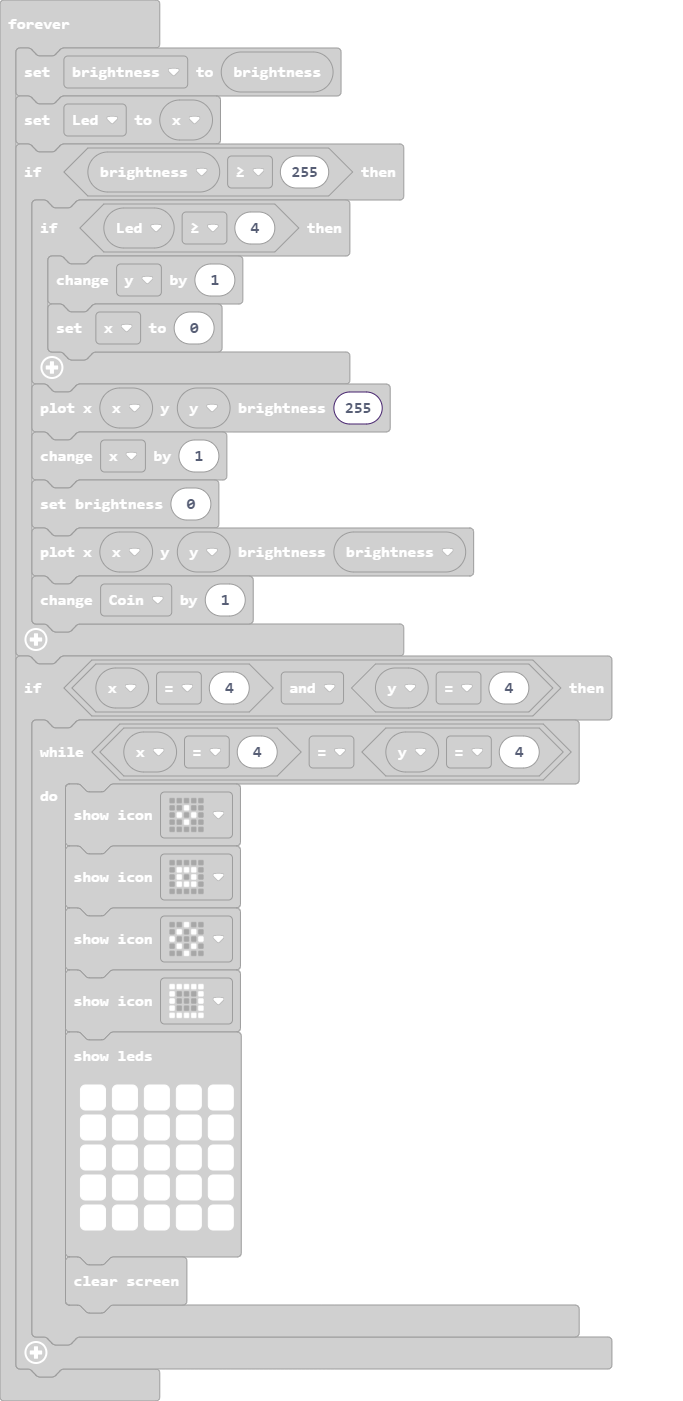 forever
set brightness to brightness
set Led to x
if brightness ≥ 255 then
if Led ≥ 4 then
change y by 1
set x to 0
plot x x y y brightness 255
change x by 1
set brightness 0
plot x x y y brightness brightness
change Coin by 1
if x = 4 and y = 4 then
while x = 4 = y = 4
do
show icon
show icon
show icon
show icon
show leds
clear screen